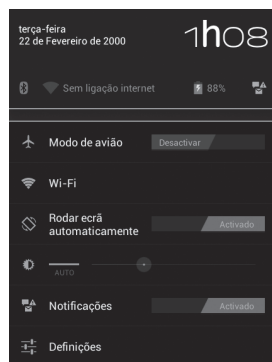 terça-feira
22 de Fevereiro de 2000
1h08
Sem ligação internet
88%
Modo de avião
Desactivar
Wi-Fi
Rodar ecrã
automaticamente
Activado
AUTO
Notificações
Activado
Definições